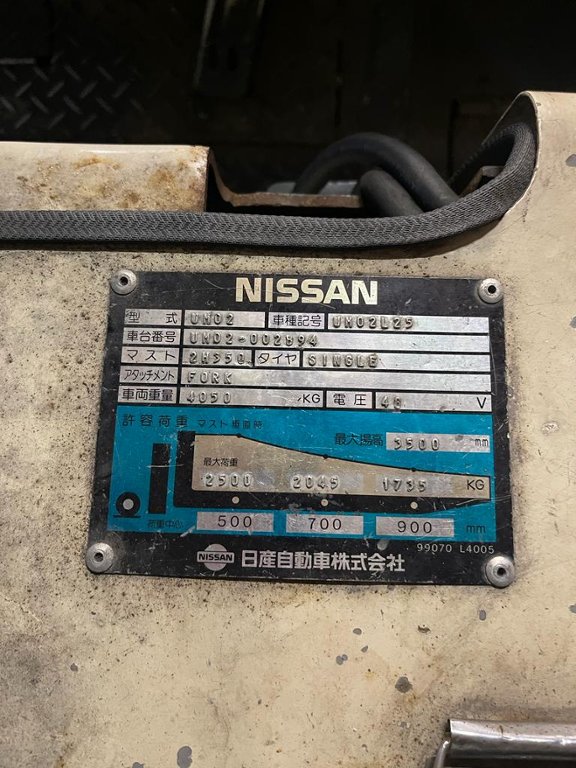 NISSAN
型式 UM02 車種記号 UM02L25
車台番号 UM02-002894
マスト 2M350 タイヤ SINGLE
アタッチメント FORK
車両重量 4050 KG 電圧 48 V
許容荷重 マスト垂直時
最大揚高 3500 mm
最大荷重
2500 2045 1735 KG
荷重中心 500 700 900 mm
99070 L4005
NISSAN 日産自動車株式会社